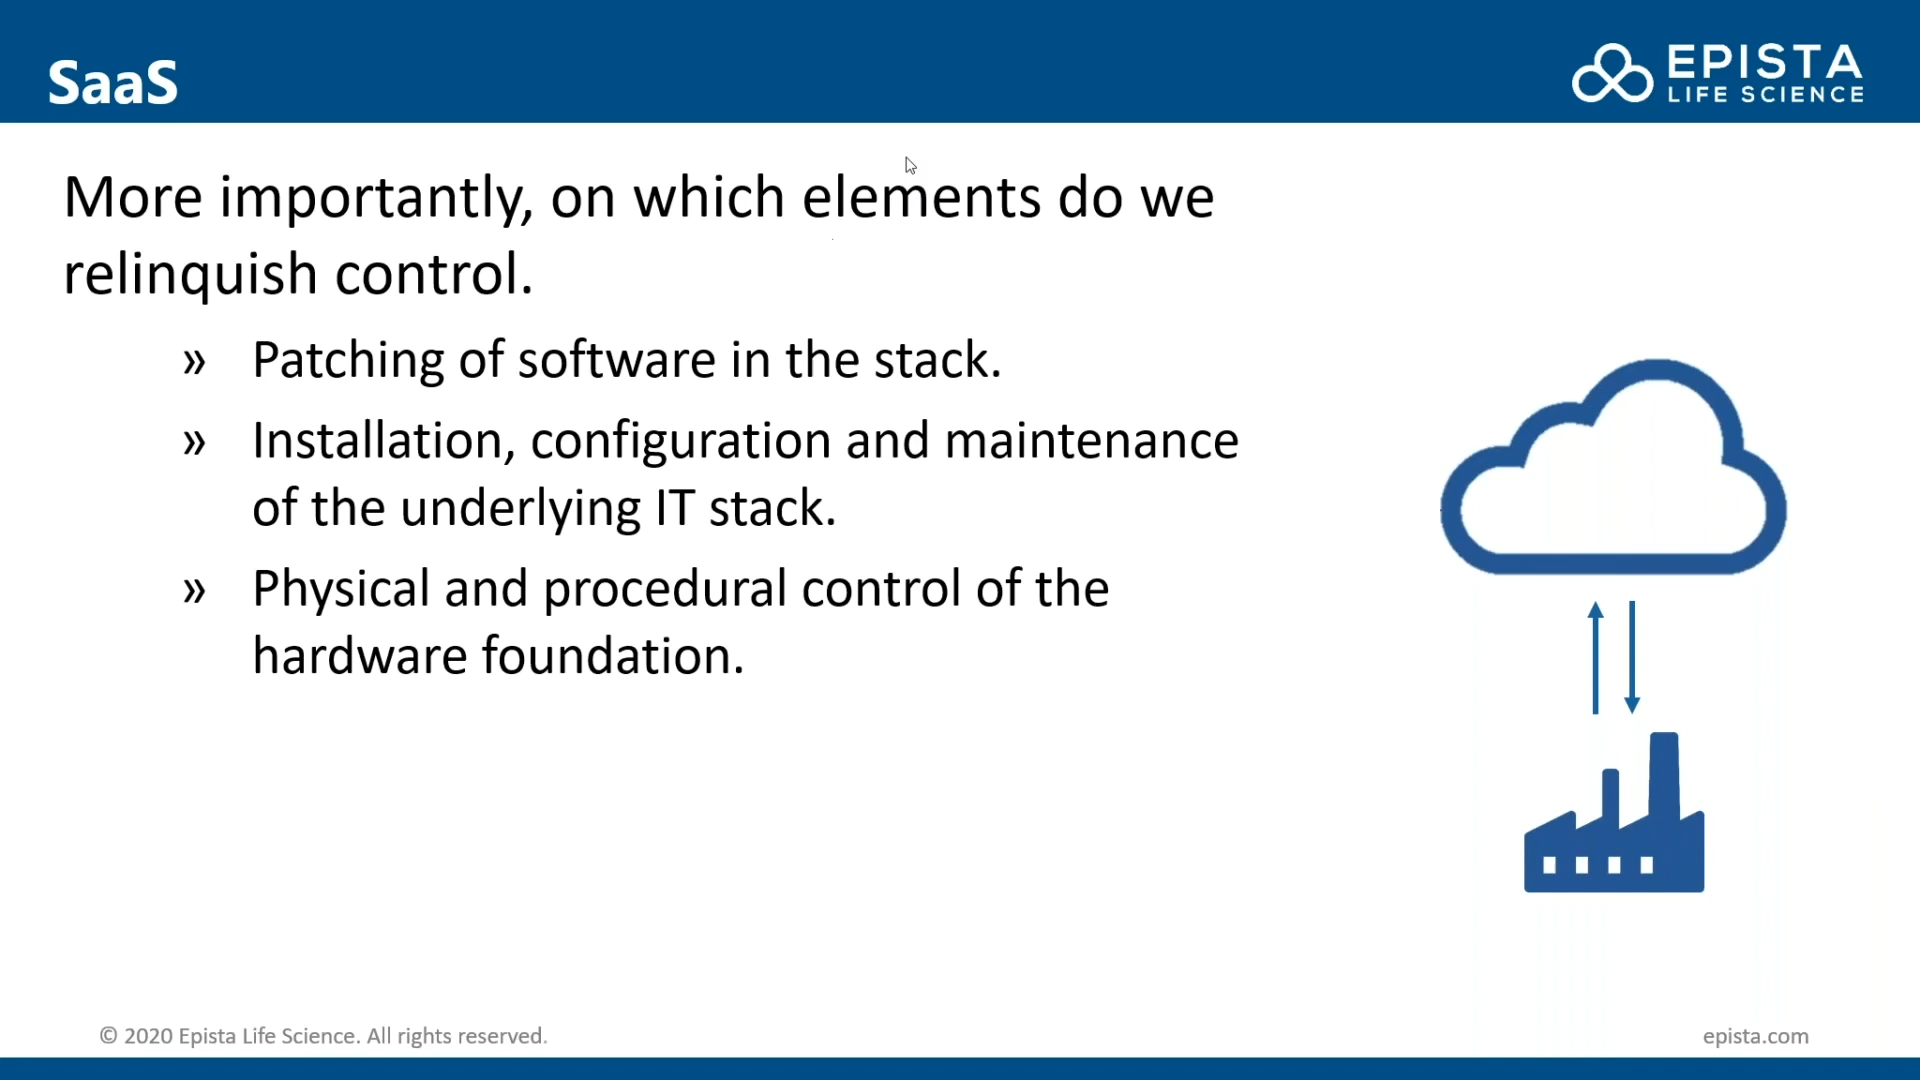 SaaS
EPISTA
LIFE SCIENCE
More importantly, on which elements do we
relinquish control.
» Patching of software in the stack.
» Installation, configuration and maintenance
of the underlying IT stack.
» Physical and procedural control of the
hardware foundation.
© 2020 Epista Life Science. All rights reserved.
epista.com